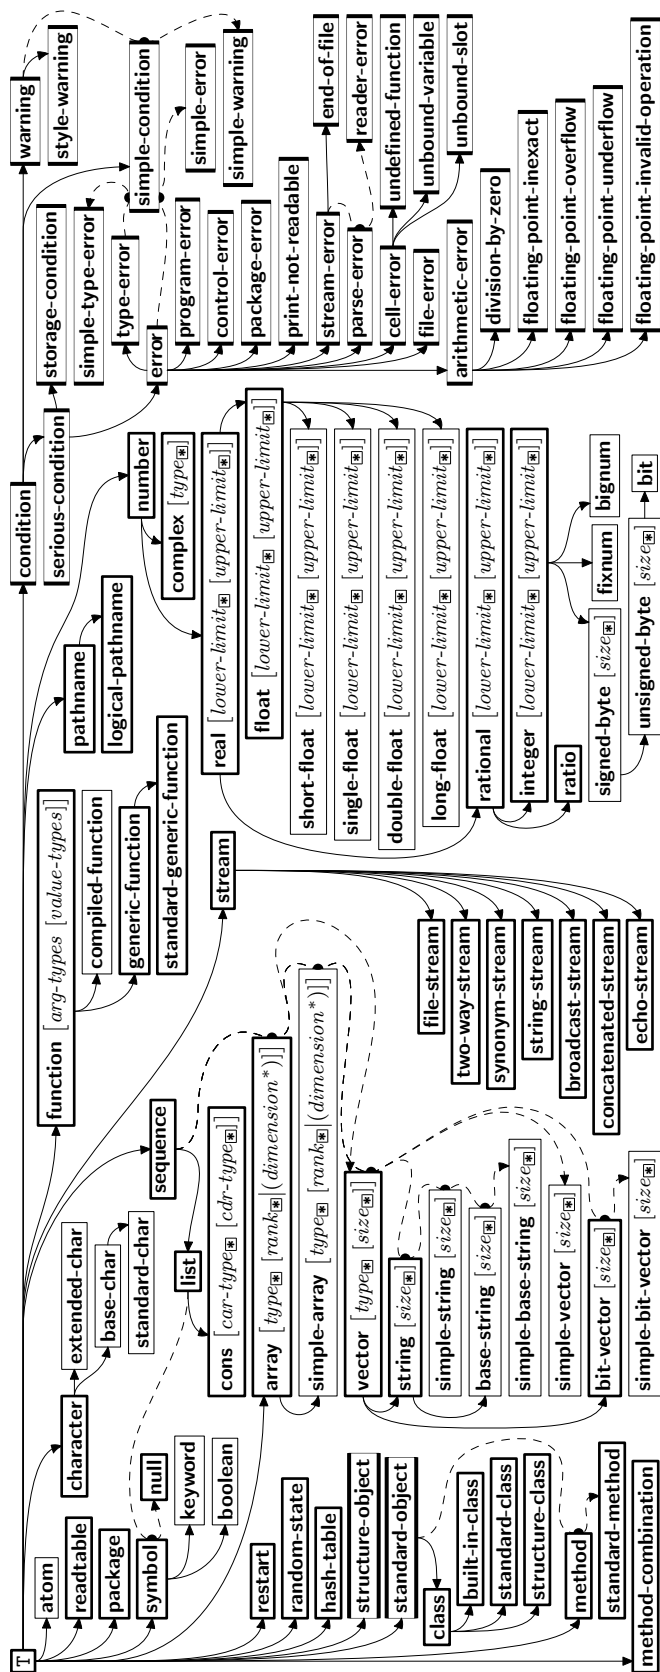 T
atom
readtable
package
symbol
null
keyword
boolean
restart
random-state
hash-table
structure-object
standard-object
class
built-in-class
standard-class
structure-class
method
standard-method
method-combination
character
extended-char
base-char
standard-char
function [arg-types [value-types]]
compiled-function
generic-function
standard-generic-function
sequence
list
cons [car-type* [cdr-type*]]
array [type* [rank*|(dimension*)]]
simple-array [type* [rank*|(dimension*)]]
vector [type* [size*]]
string [size*]
simple-string [size*]
base-string [size*]
simple-base-string [size*]
simple-vector [size*]
bit-vector [size*]
simple-bit-vector [size*]
stream
file-stream
two-way-stream
synonym-stream
string-stream
broadcast-stream
concatenated-stream
echo-stream
pathname
logical-pathname
number
complex [type*]
real [lower-limit* [upper-limit*]]
float [lower-limit* [upper-limit*]]
short-float [lower-limit* [upper-limit*]]
single-float [lower-limit* [upper-limit*]]
double-float [lower-limit* [upper-limit*]]
long-float [lower-limit* [upper-limit*]]
rational [lower-limit* [upper-limit*]]
integer [lower-limit* [upper-limit*]]
ratio
signed-byte [size*]
fixnum
bignum
unsigned-byte [size*]
bit
condition
serious-condition
storage-condition
simple-type-error
type-error
error
program-error
control-error
package-error
print-not-readable
stream-error
parse-error
cell-error
file-error
arithmetic-error
division-by-zero
floating-point-inexact
floating-point-overflow
floating-point-underflow
floating-point-invalid-operation
warning
style-warning
simple-condition
simple-error
simple-warning
end-of-file
reader-error
undefined-function
unbound-variable
unbound-slot